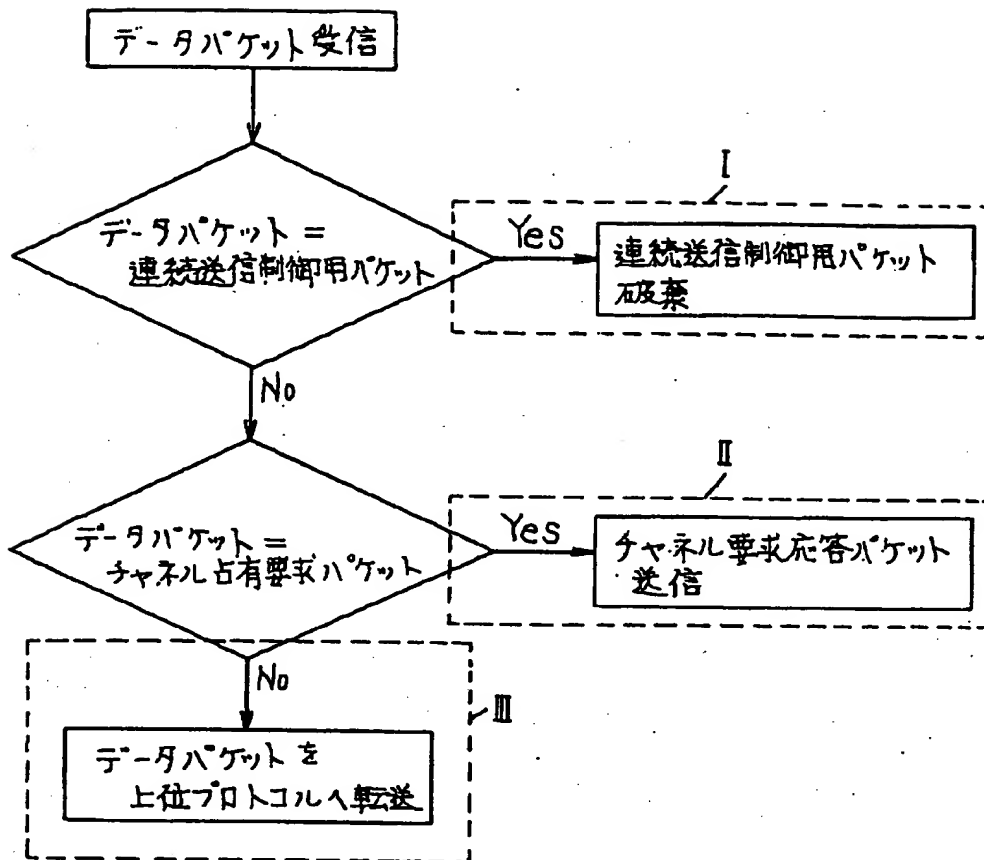 データパケット受信
I
データパケット =
連続送信制御用パケット
Yes
連続送信制御用パケット
破棄
No
II
データパケット =
チャネル占有要求パケット
Yes
チャネル要求応答パケット
送信
No
III
データパケットを
上位プロトコルへ転送